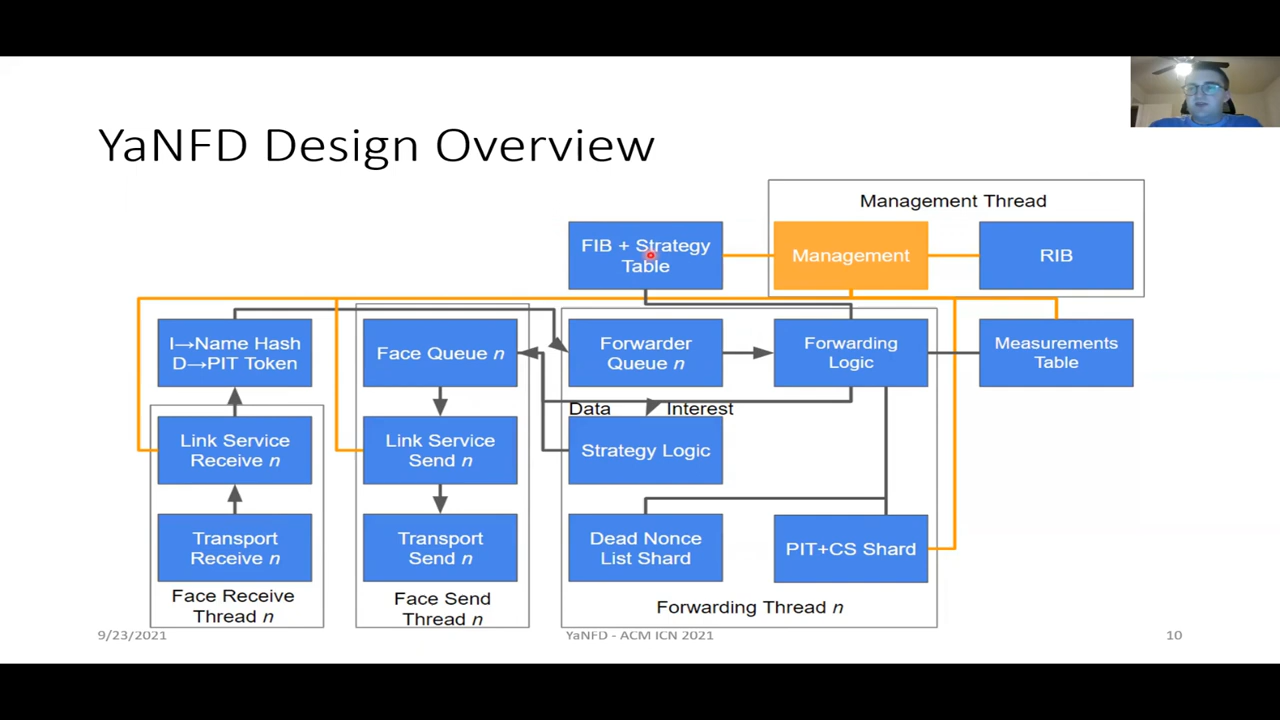 YaNFD Design Overview
Management Thread
FIB + Strategy
Table
Management
RIB
I→Name Hash
D→PIT Token
Face Queue n
Forwarder
Queue n
Forwarding
Logic
Measurements
Table
Data
Interest
Link Service
Receive n
Link Service
Send n
Strategy Logic
Transport
Receive n
Transport
Send n
Dead Nonce
List Shard
PIT+CS Shard
Face Receive
Thread n
Face Send
Thread n
Forwarding Thread n
9/23/2021
YaNFD - ACM ICN 2021
10